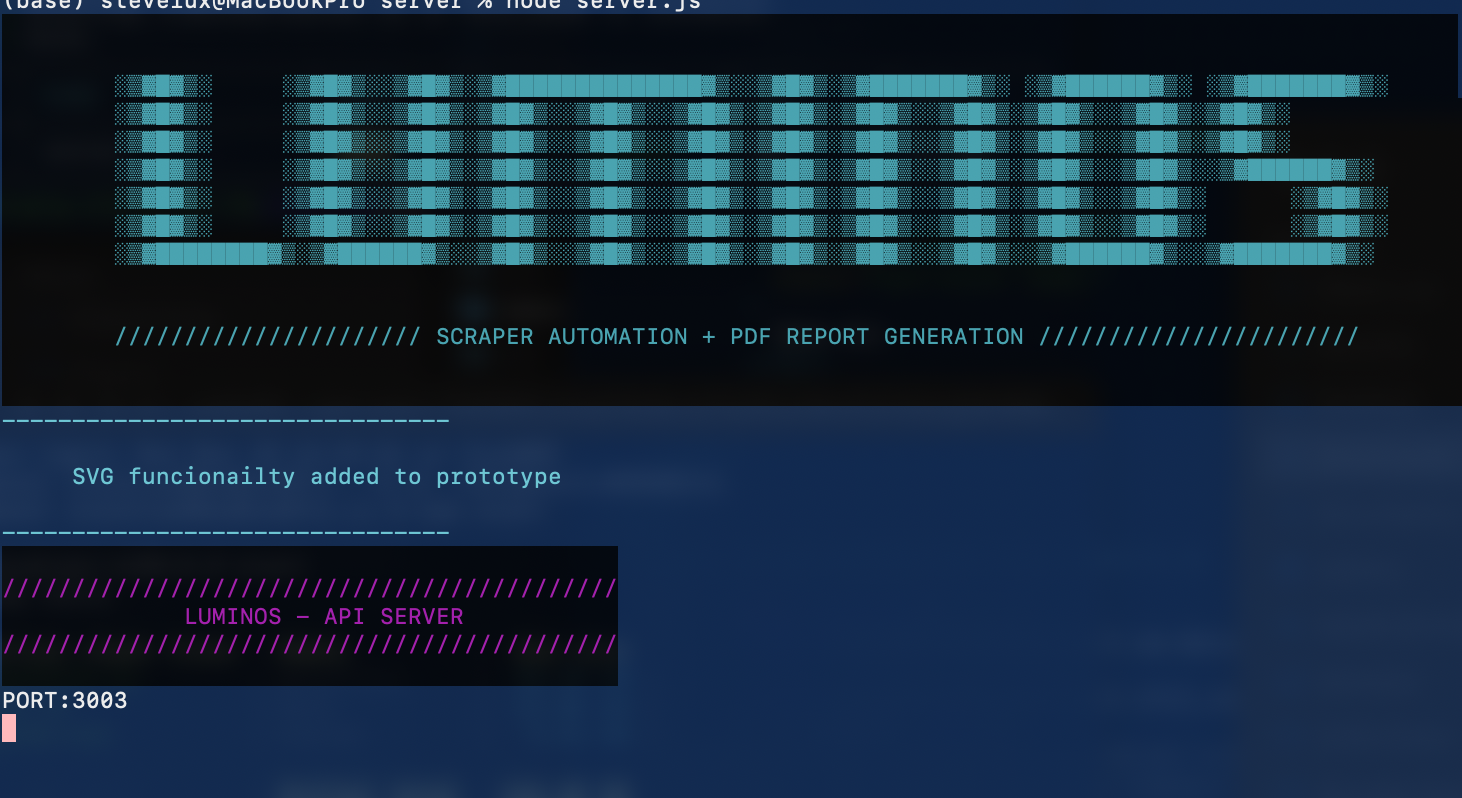 (base) stevelux@MacBookPro server % node server.js
LUMINOS
////////////////////// SCRAPER AUTOMATION + PDF REPORT GENERATION ///////////////////////
--------------------------------
SVG funcionailty added to prototype
--------------------------------
////////////////////////////////////////////
LUMINOS – API SERVER
////////////////////////////////////////////
PORT:3003